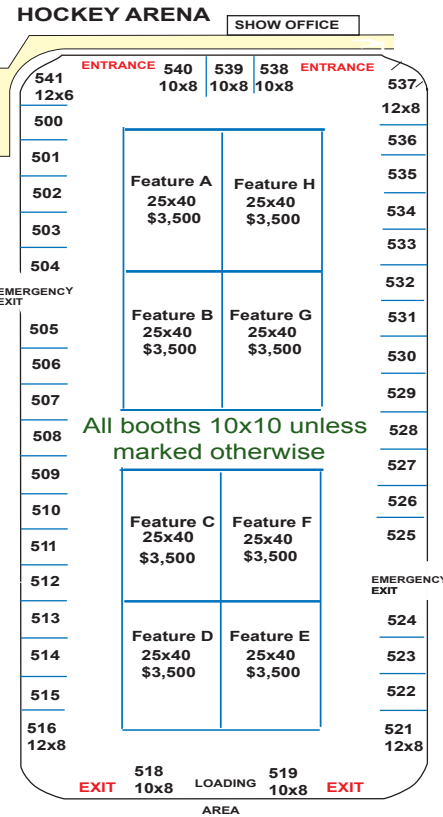 HOCKEY ARENA
SHOW OFFICE
ENTRANCE
540
10x8
539
10x8
538
10x8
ENTRANCE
541
12x6
500
501
502
503
504
EMERGENCY
EXIT
505
506
507
508
509
510
511
512
513
514
515
516
12x8
Feature A
25x40
$3,500
Feature H
25x40
$3,500
Feature B
25x40
$3,500
Feature G
25x40
$3,500
All booths 10x10 unless
marked otherwise
Feature C
25x40
$3,500
Feature F
25x40
$3,500
Feature D
25x40
$3,500
Feature E
25x40
$3,500
537
12x8
536
535
534
533
532
531
530
529
528
527
526
525
EMERGENCY
EXIT
524
523
522
521
12x8
EXIT
518
10x8
LOADING
AREA
519
10x8
EXIT